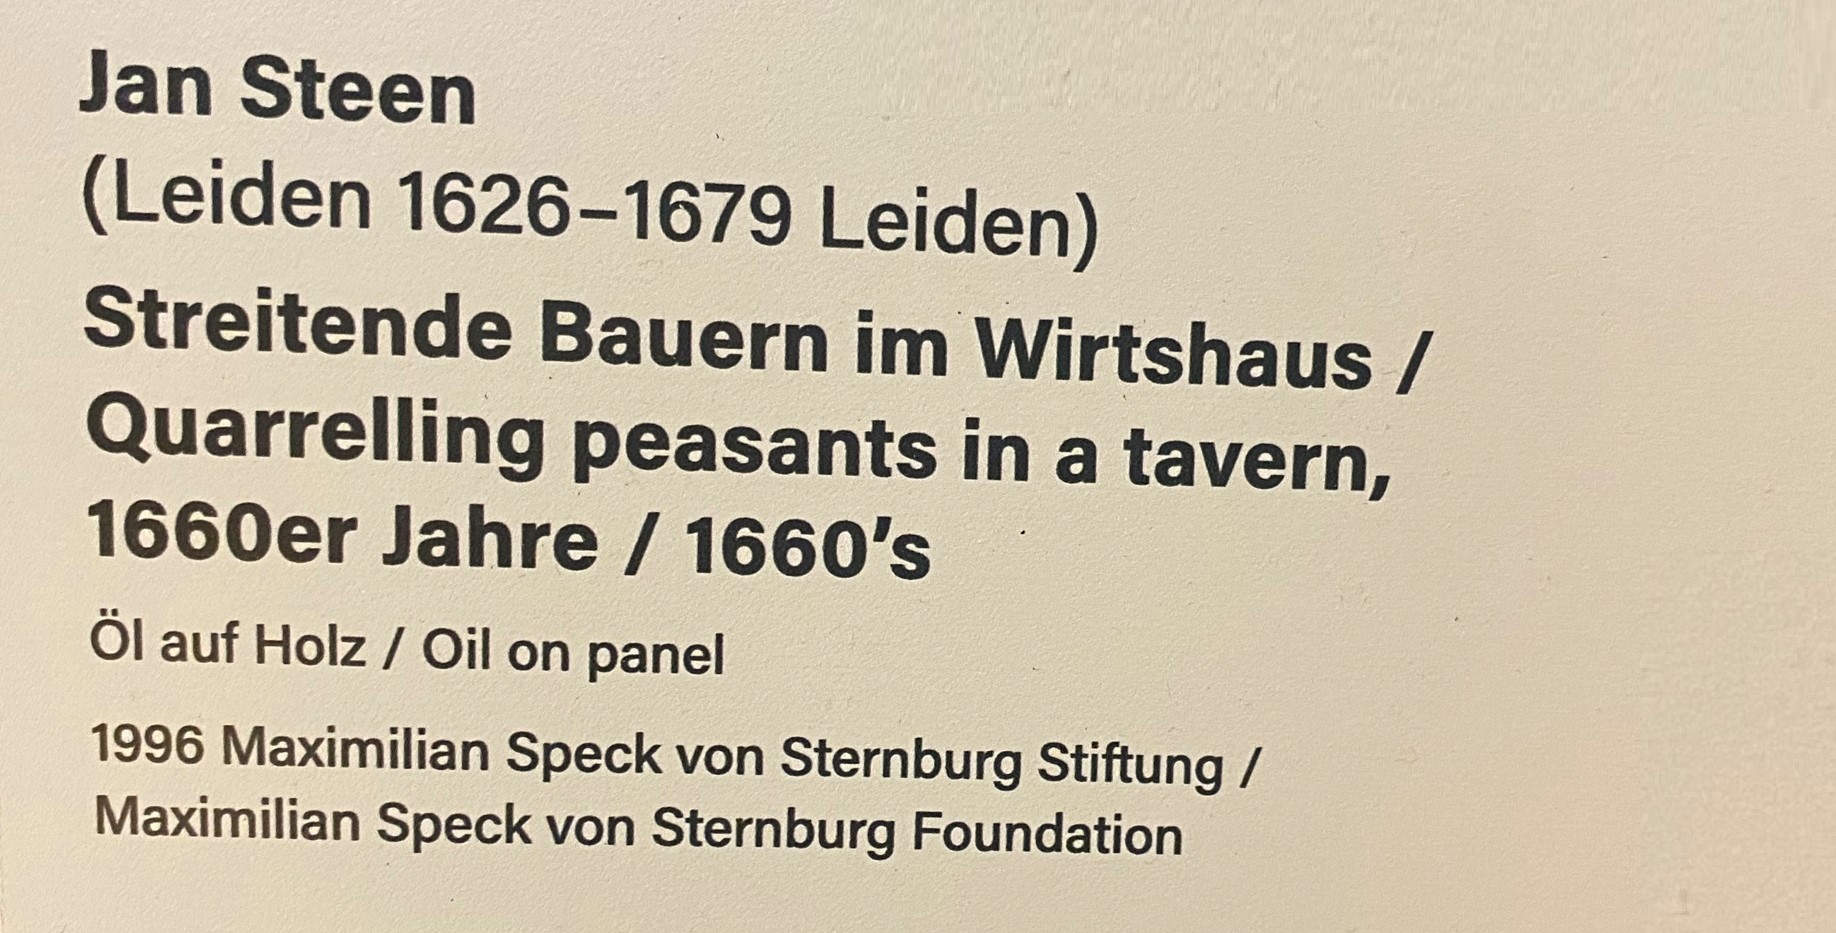 Jan Steen
(Leiden 1626–1679 Leiden)
Streitende Bauern im Wirtshaus /
Quarrelling peasants in a tavern,
1660er Jahre / 1660’s
Öl auf Holz / Oil on panel
1996 Maximilian Speck von Sternburg Stiftung /
Maximilian Speck von Sternburg Foundation